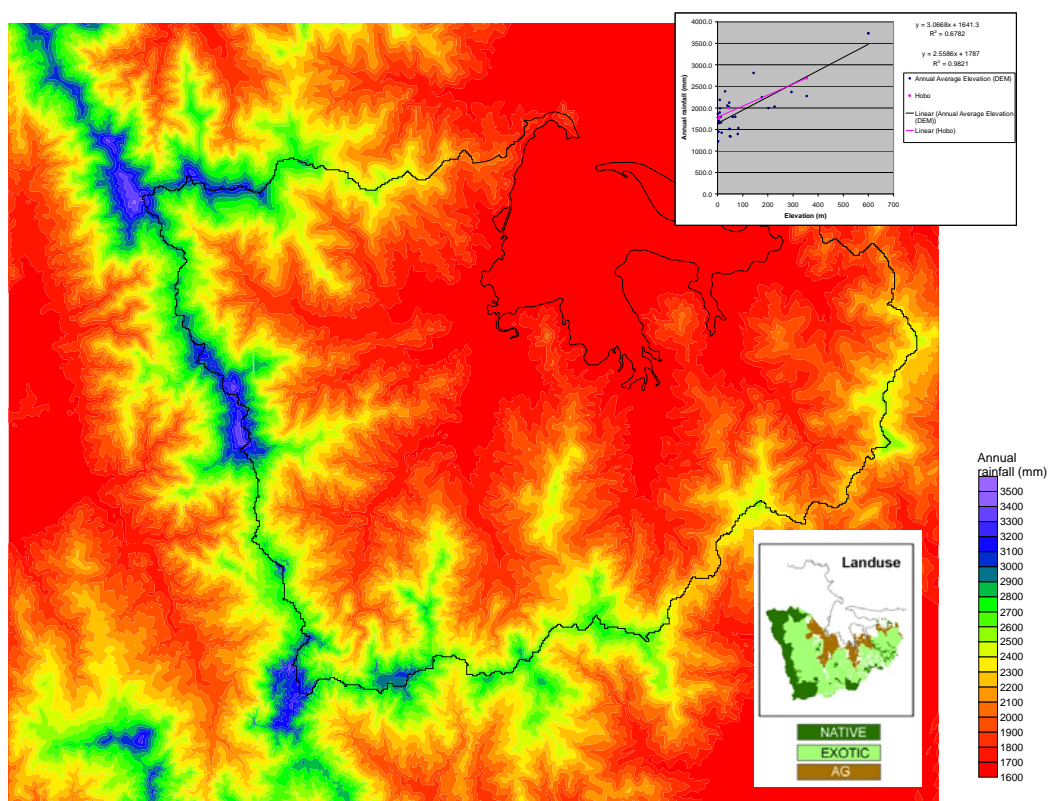 4000.0
3500.0
3000.0
2500.0
2000.0
1500.0
1000.0
500.0
0.0
Annual rainfall (mm)
0 100 200 300 400 500 600 700
Elevation (m)
y = 3.0668x + 1641.3
R² = 0.6782
y = 2.5586x + 1787
R² = 0.9821
Annual Average Elevation (DEM)
Hobo
Linear (Annual Average Elevation
(DEM))
Linear (Hobo)
Annual
rainfall (mm)
3500
3400
3300
3200
3100
3000
2900
2800
2700
2600
2500
2400
2300
2200
2100
2000
1900
1800
1700
1600
Landuse
NATIVE
EXOTIC
AG